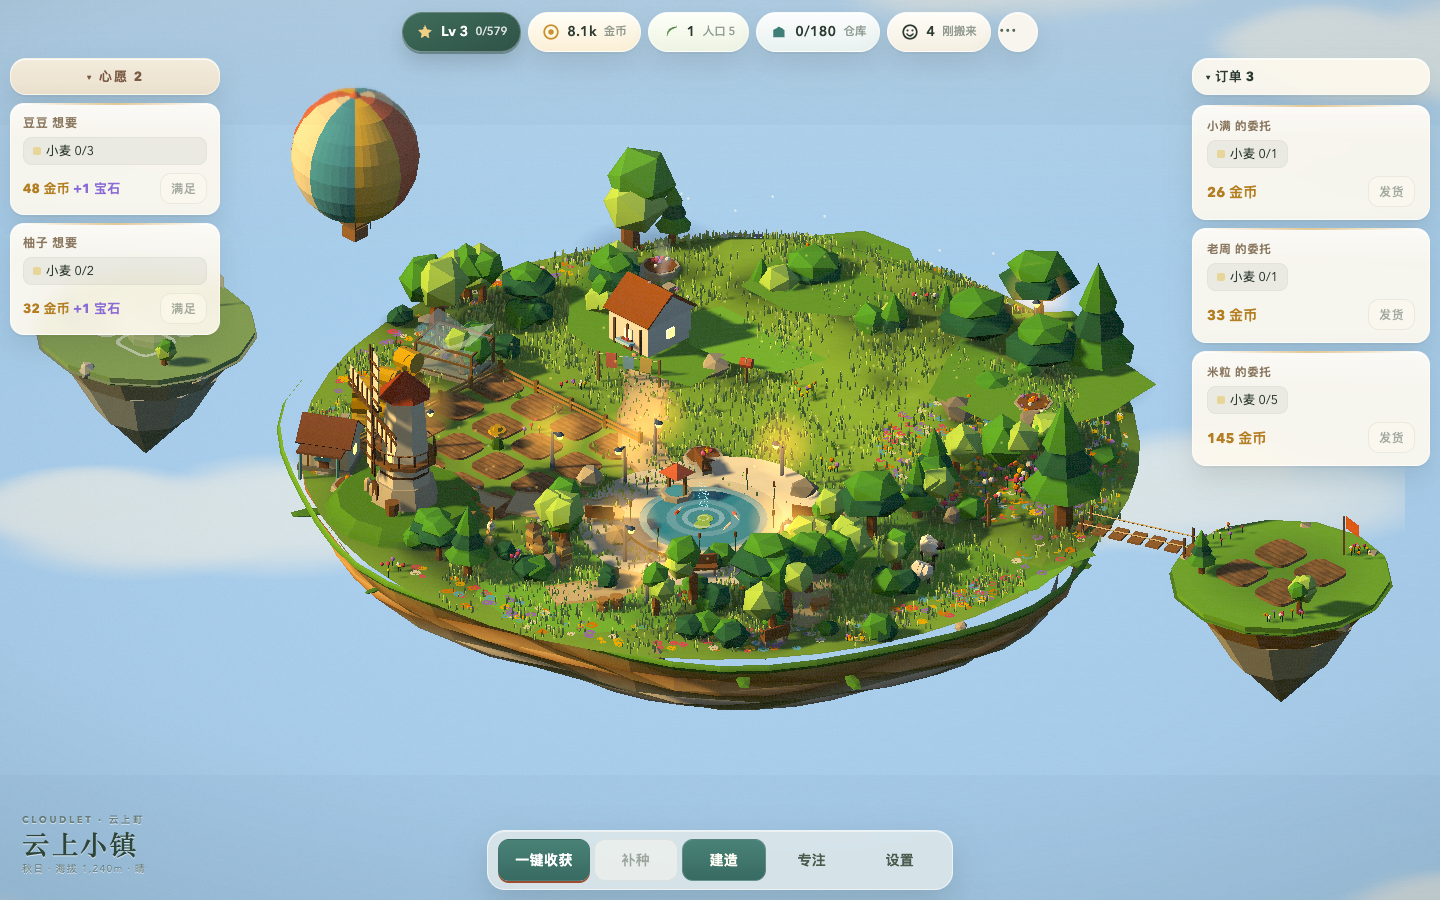 Lv 3 0/579
8.1k 金币
1 人口 5
0/180 仓库
4 刚搬来
···
心愿 2
豆豆 想要
小麦 0/3
48 金币 +1 宝石
满足
柚子 想要
小麦 0/2
32 金币 +1 宝石
满足
订单 3
小满 的委托
小麦 0/1
26 金币
发货
老周 的委托
小麦 0/1
33 金币
发货
米粒 的委托
小麦 0/5
145 金币
发货
CLOUDLET · 云上町
云上小镇
秋日 · 海拔 1,240m · 晴
一键收获
补种
建造
专注
设置